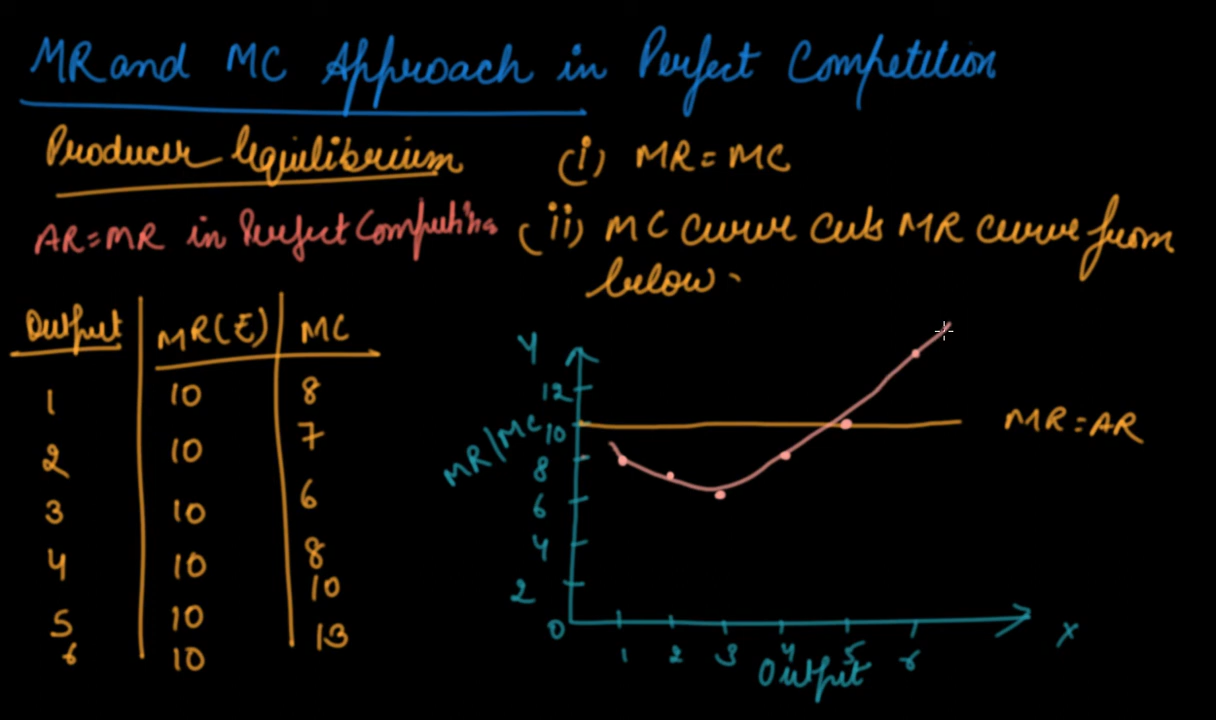 MR and MC Approach in Perfect Competition
Producer Equilibrium (i) MR = MC
AR=MR in Perfect Competition (ii) MC curve cuts MR curve from
below.
Output MR(£) MC
1 10 8
2 10 7
3 10 6
4 10 8
5 10 10
6 10 13
Y
12
10
8
6
4
2
0
MR/MC
MR=AR
1 2 3 4 5 6
X
Output